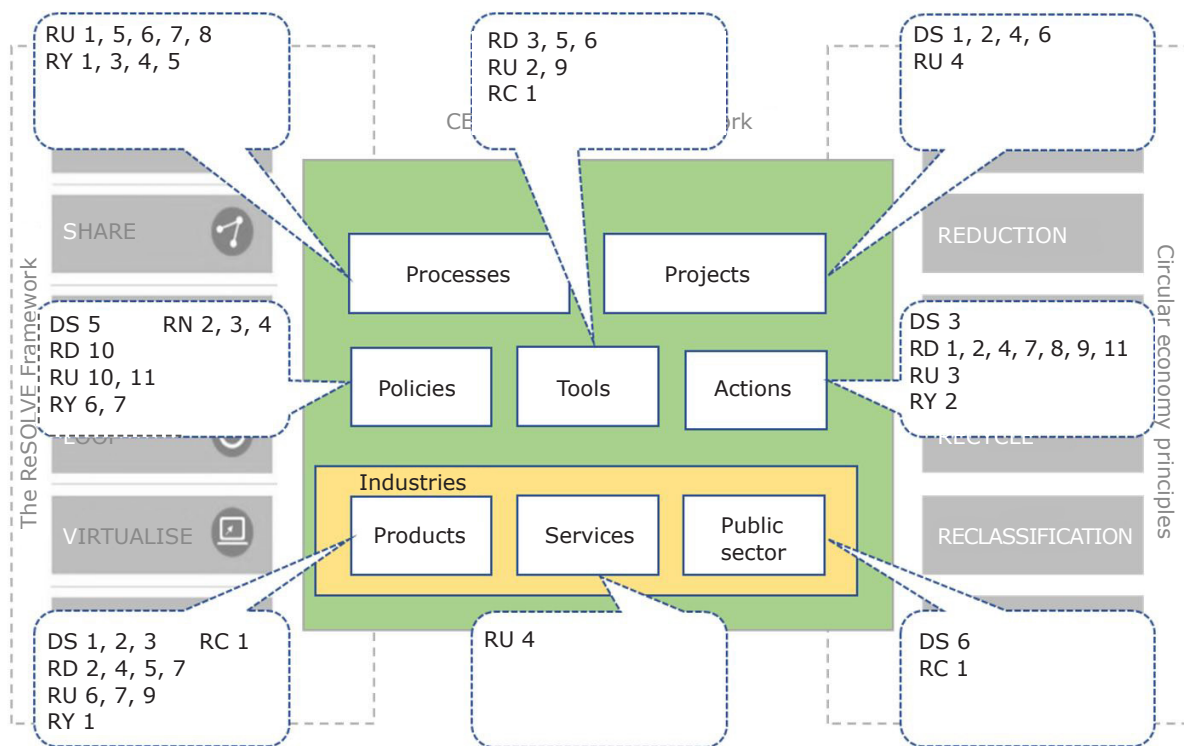 RU 1, 5, 6, 7, 8
RY 1, 3, 4, 5
RD 3, 5, 6
RU 2, 9
RC 1
DS 1, 2, 4, 6
RU 4
SHARE
REDUCTION
Processes
Projects
The ReSOLVE Framework
Circular economy principles
DS 5 RN 2, 3, 4
RD 10
RU 10, 11
RY 6, 7
Policies
Tools
Actions
DS 3
RD 1, 2, 4, 7, 8, 9, 11
RU 3
RY 2
LOOP
RECYCLE
Industries
VIRTUALISE
Products
Services
Public
sector
RECLASSIFICATION
DS 1, 2, 3 RC 1
RD 2, 4, 5, 7
RU 6, 7, 9
RY 1
RU 4
DS 6
RC 1